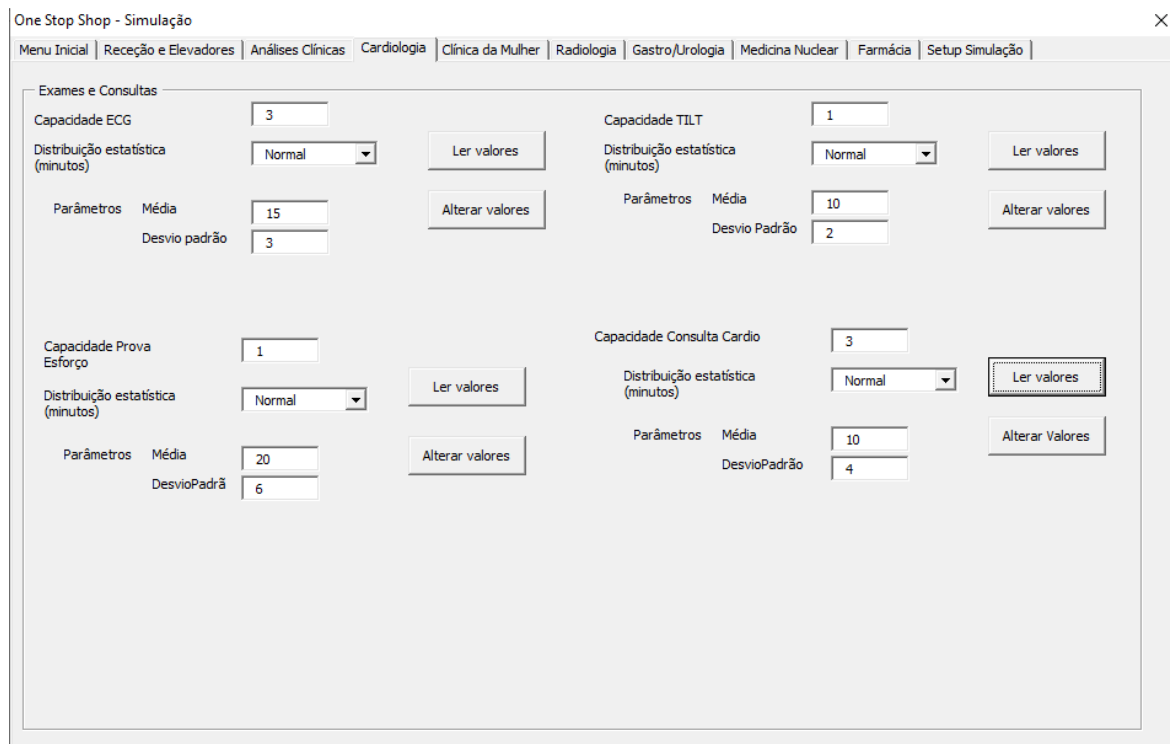 One Stop Shop - Simulação
Menu Inicial Receção e Elevadores Análises Clínicas Cardiologia Clínica da Mulher Radiologia Gastro/Urologia Medicina Nuclear Farmácia Setup Simulação
Exames e Consultas
Capacidade ECG 3
Distribuição estatística
(minutos)
Normal
Ler valores
Parâmetros Média 15
Alterar valores
Desvio padrão 3
Capacidade TILT 1
Distribuição estatística
(minutos)
Normal
Ler valores
Parâmetros Média 10
Alterar valores
Desvio Padrão 2
Capacidade Prova
Esforço
1
Distribuição estatística
(minutos)
Normal
Ler valores
Parâmetros Média 20
Alterar valores
DesvioPadrã 6
Capacidade Consulta Cardio 3
Distribuição estatística
(minutos)
Normal
Ler valores
Parâmetros Média 10
Alterar Valores
DesvioPadrão 4